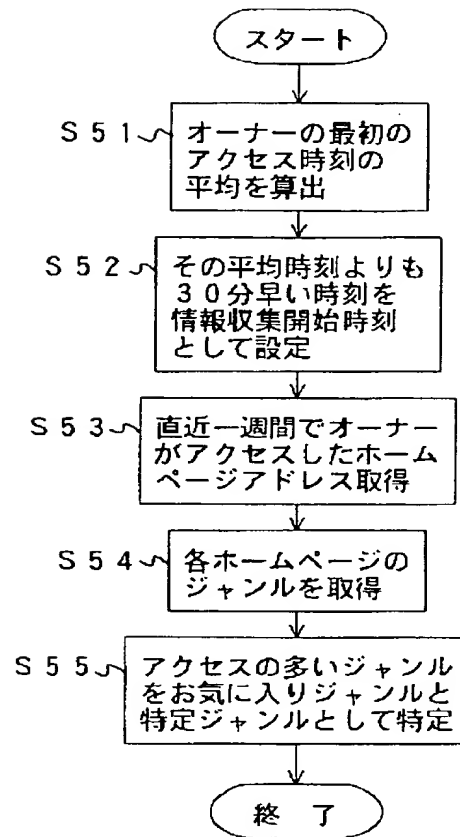 スタート
S51
オーナーの最初の
アクセス時刻の
平均を算出
S52
その平均時刻よりも
30分早い時刻を
情報収集開始時刻
として設定
S53
直近一週間でオーナー
がアクセスしたホーム
ページアドレス取得
S54
各ホームページの
ジャンルを取得
S55
アクセスの多いジャンル
をお気に入りジャンルと
特定ジャンルとして特定
終 了